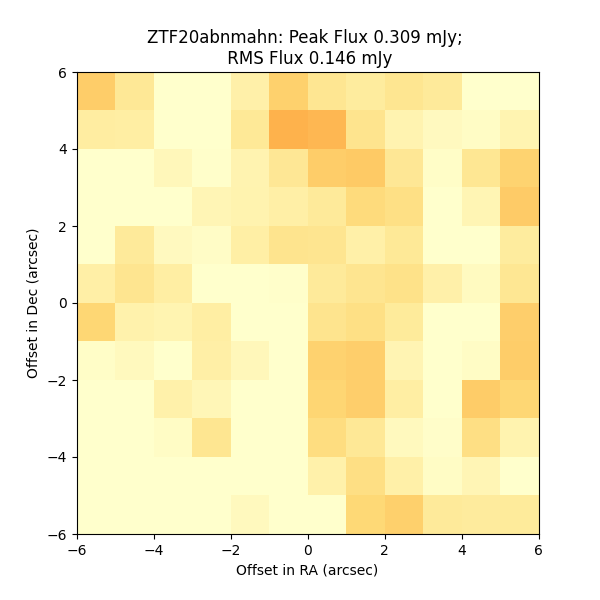 ZTF20abnmahn: Peak Flux 0.309 mJy;
RMS Flux 0.146 mJy
6
4
2
0
−2
−4
−6
Offset in Dec (arcsec)
−6 −4 −2 0 2 4 6
Offset in RA (arcsec)